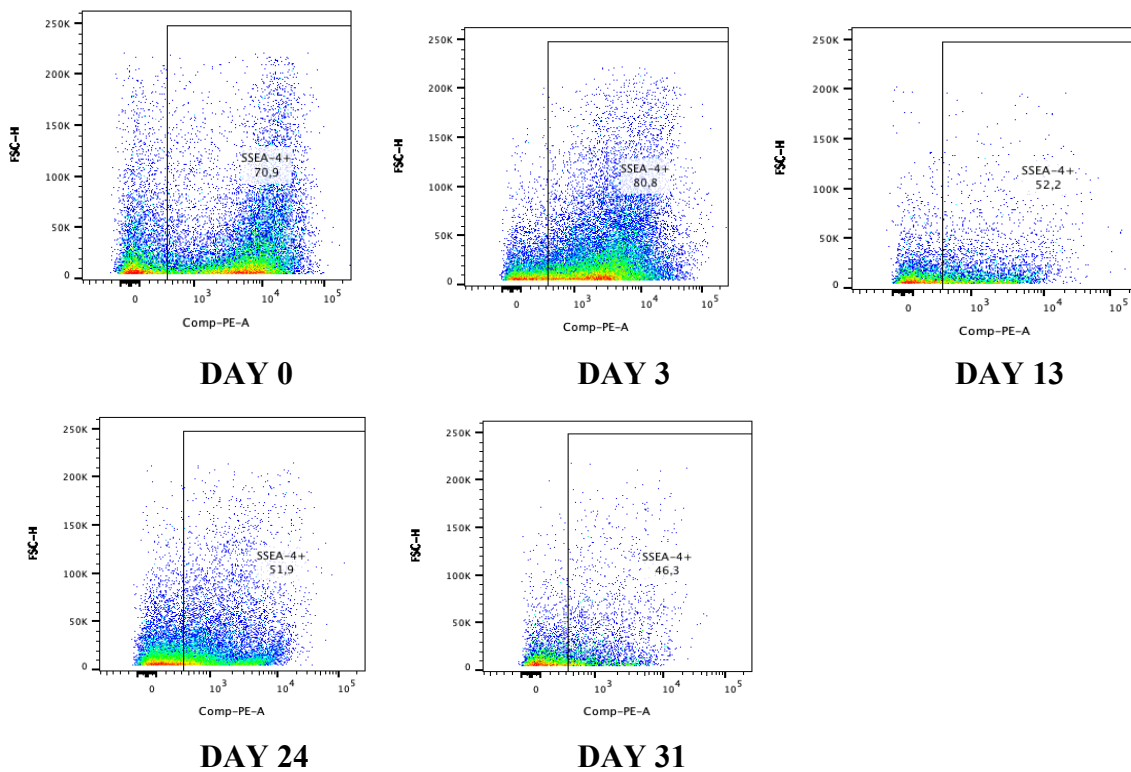 250K
200K
150K
100K
50K
0
FSC-H
SSEA-4+
70,9
0 10³ 10⁴ 10⁵
Comp-PE-A
DAY 0
250K
200K
150K
100K
50K
0
FSC-H
SSEA-4+
80,8
0 10³ 10⁴ 10⁵
Comp-PE-A
DAY 3
250K
200K
150K
100K
50K
0
FSC-H
SSEA-4+
52,2
0 10³ 10⁴ 10⁵
Comp-PE-A
DAY 13
250K
200K
150K
100K
50K
0
FSC-H
SSEA-4+
51,9
0 10³ 10⁴ 10⁵
Comp-PE-A
DAY 24
250K
200K
150K
100K
50K
0
FSC-H
SSEA-4+
46,3
0 10³ 10⁴ 10⁵
Comp-PE-A
DAY 31